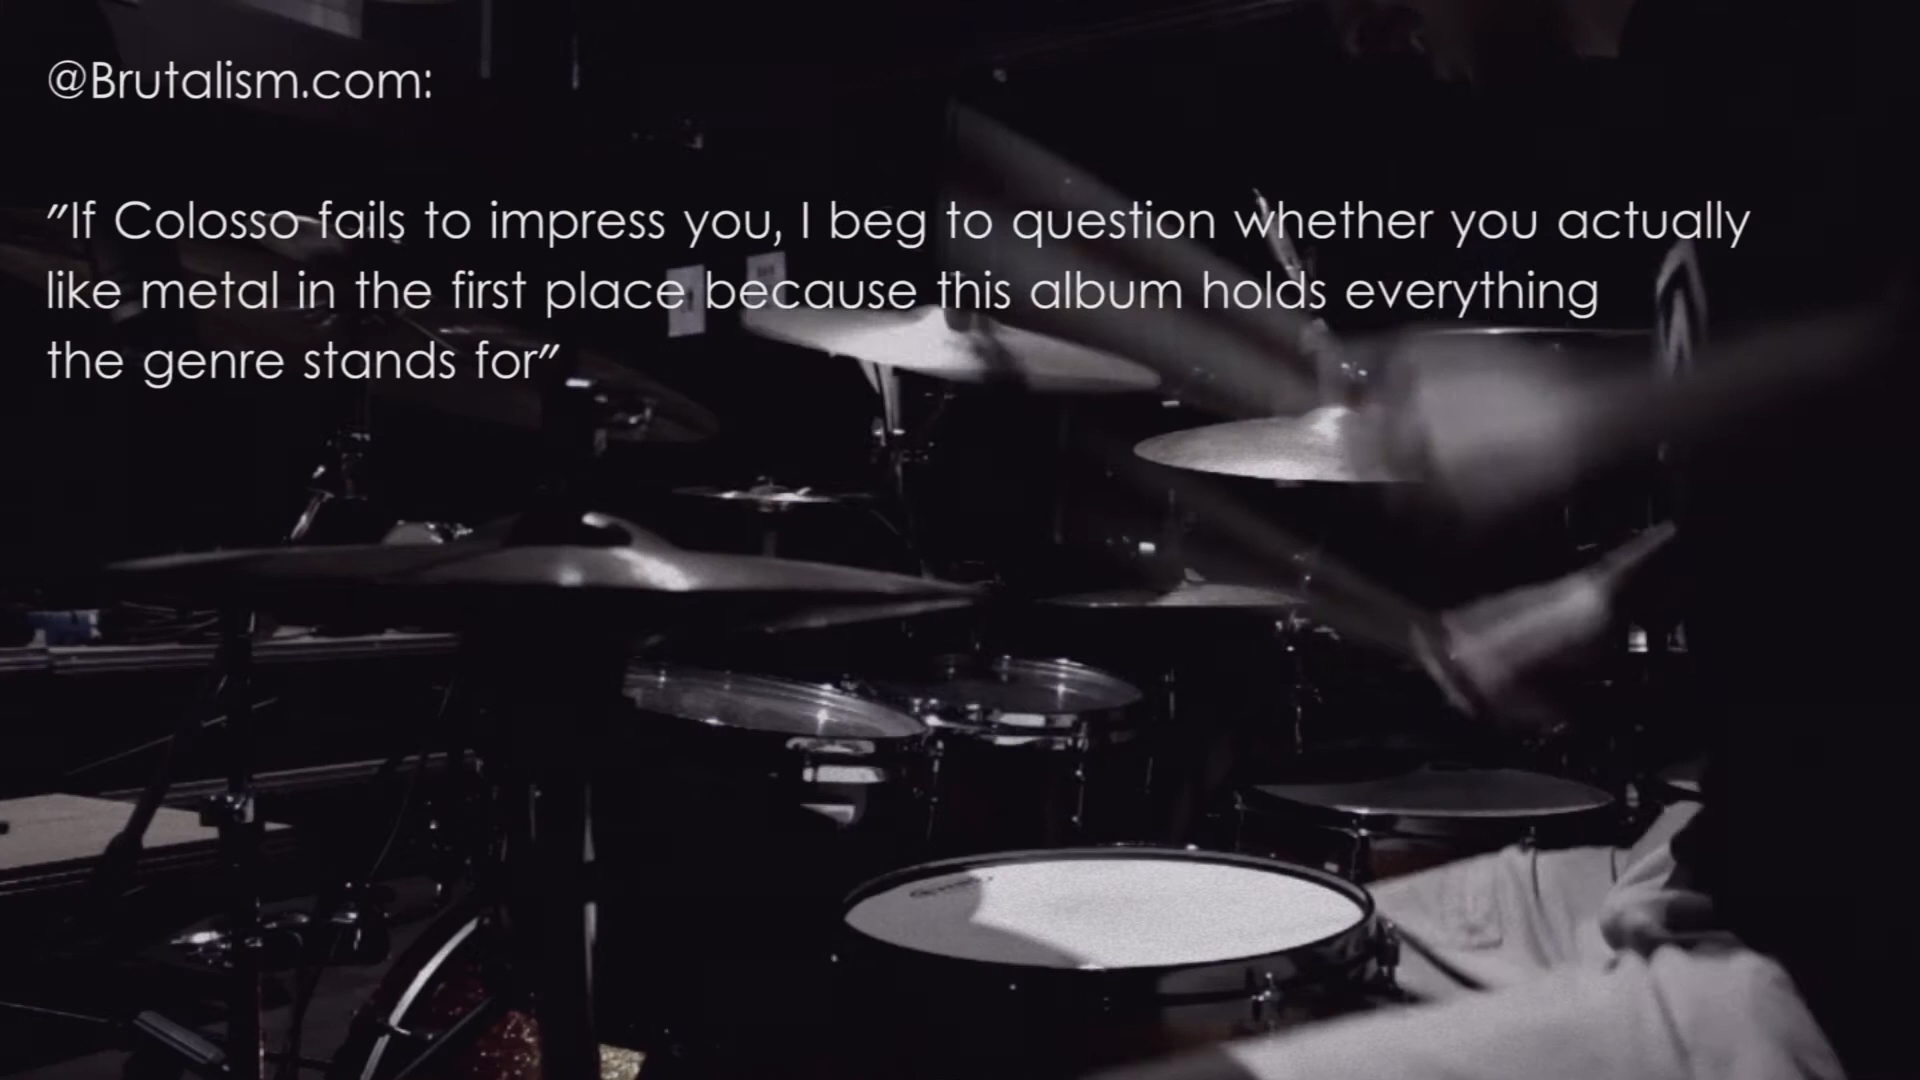 @Brutalism.com:
"If Colosso fails to impress you, I beg to question whether you actually
like metal in the first place because this album holds everything
the genre stands for"